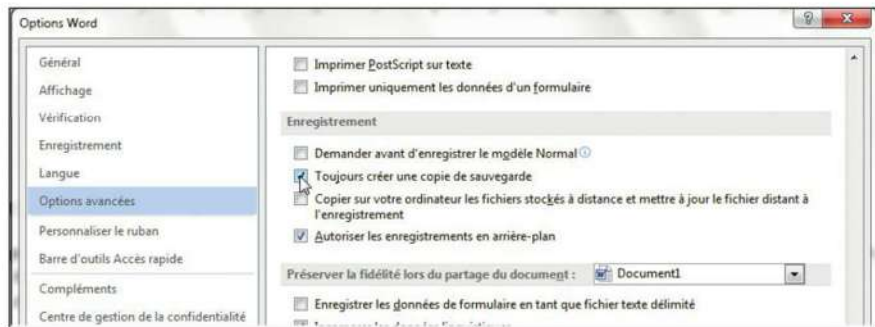 Options Word
Général
Affichage
Vérification
Enregistrement
Langue
Options avancées
Personnaliser le ruban
Barre d'outils Accès rapide
Compléments
Centre de gestion de la confidentialité
Imprimer PostScript sur texte
Imprimer uniquement les données d'un formulaire
Enregistrement
Demander avant d'enregistrer le modèle Normal
Toujours créer une copie de sauvegarde
Copier sur votre ordinateur les fichiers stockés à distance et mettre à jour le fichier distant à
l'enregistrement
Autoriser les enregistrements en arrière-plan
Préserver la fidélité lors du partage du document : Document1
Enregistrer les données de formulaire en tant que fichier texte délimité